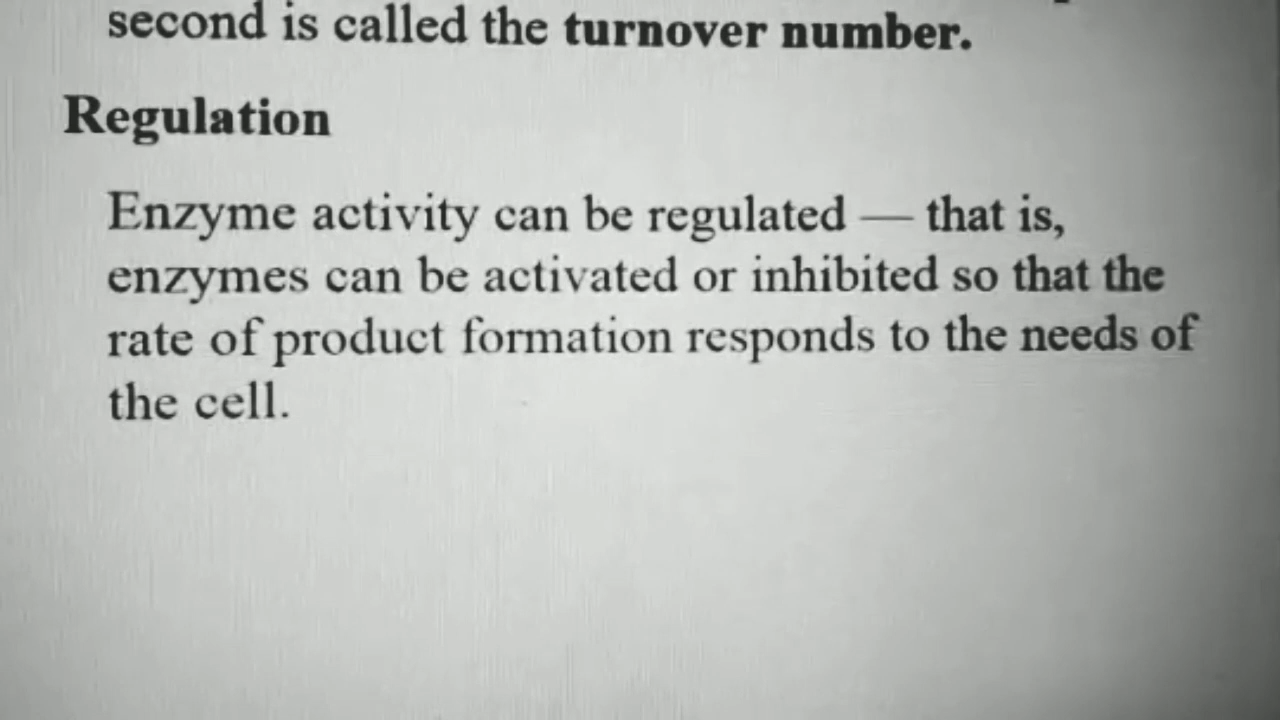 second is called the turnover number.
Regulation
Enzyme activity can be regulated — that is,
enzymes can be activated or inhibited so that the
rate of product formation responds to the needs of
the cell.